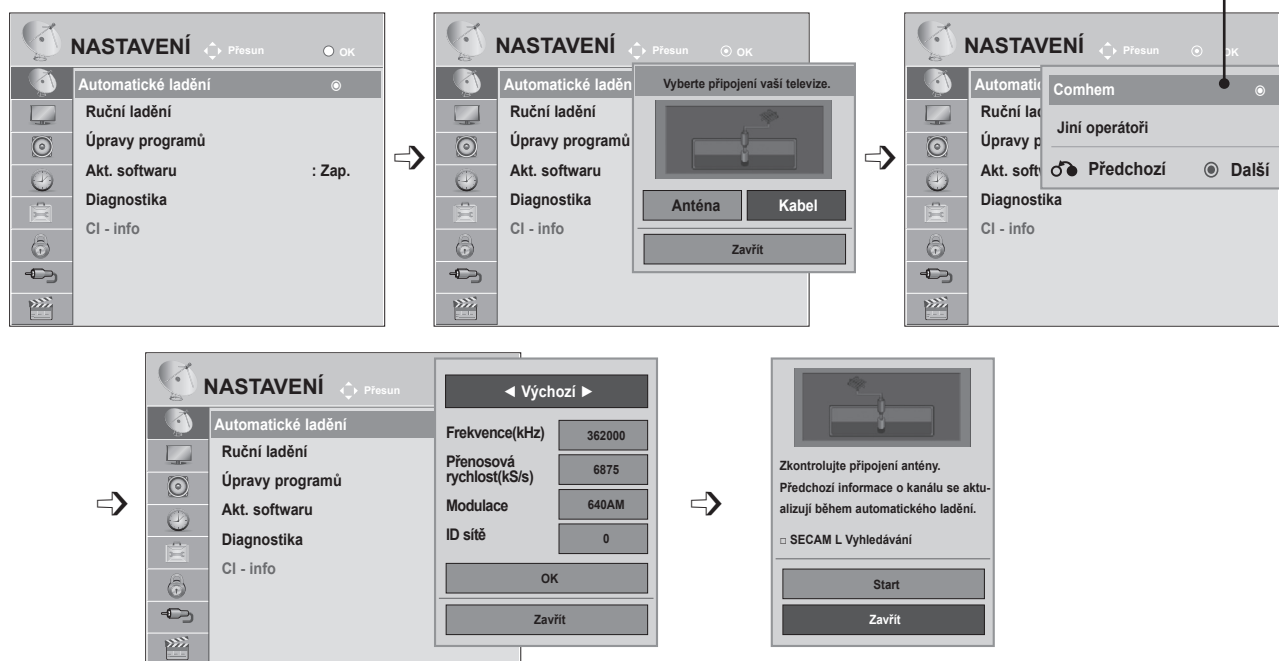 NASTAVENÍ Přesun OK
Automatické ladění
Ruční ladění
Úpravy programů
Akt. softwaru : Zap.
Diagnostika
CI - info
NASTAVENÍ Přesun OK
Automatické laděn
Ruční ladění
Úpravy programů
Akt. softwaru
Diagnostika
CI - info
Vyberte připojení vaší televize.
Anténa Kabel
Zavřít
NASTAVENÍ Přesun OK
Automatic
Ruční lad
Úpravy p
Akt. softw
Diagnostika
CI - info
Comhem
Jiní operátoři
Předchozí Další
NASTAVENÍ Přesun
Automatické ladění
Ruční ladění
Úpravy programů
Akt. softwaru
Diagnostika
CI - info
◄ Výchozí ►
Frekvence(kHz) 362000
Přenosová
rychlost(kS/s) 6875
Modulace 640AM
ID sítě 0
OK
Zavřít
Zkontrolujte připojení antény.
Předchozí informace o kanálu se aktu-
alizují během automatického ladění.
□ SECAM L Vyhledávání
Start
Zavřít